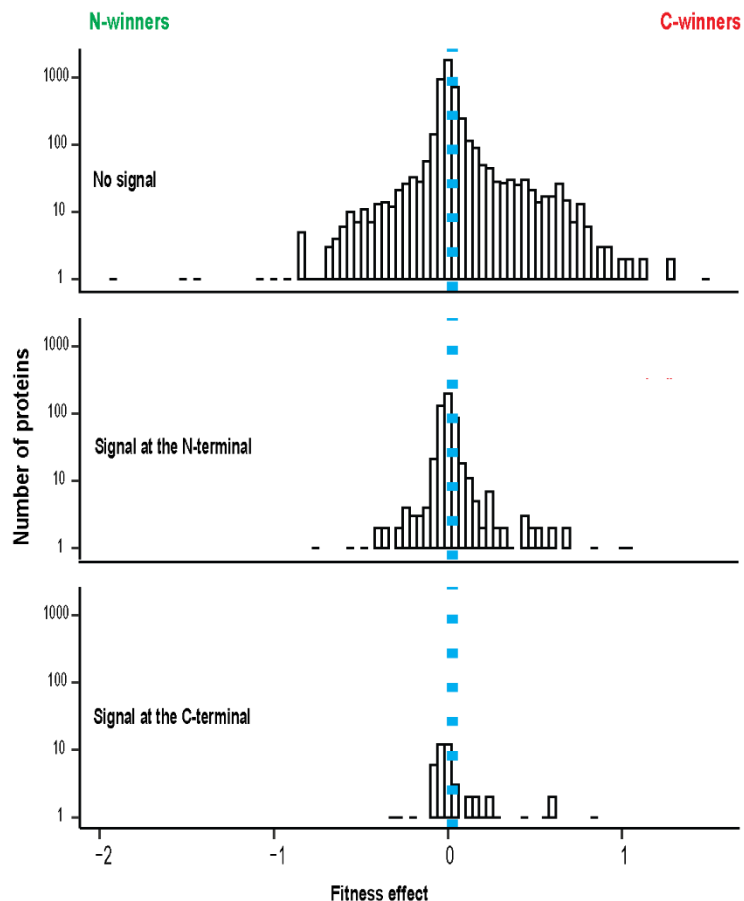 N-winners
C-winners
1000
100
10
1
No signal
Number of proteins
1000
100
10
1
Signal at the N-terminal
1000
100
10
1
Signal at the C-terminal
−2
−1
0
1
Fitness effect